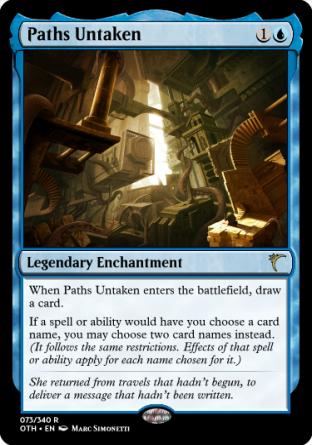 Paths Untaken 1
Legendary Enchantment
When Paths Untaken enters the battlefield, draw
a card.
If a spell or ability would have you choose a card
name, you may choose two card names instead.
(It follows the same restrictions. Effects of that spell
or ability apply for each name chosen for it.)
She returned from travels that hadn't begun, to
deliver a message that hadn't been written.
073/340 R
OTH • EN Marc Simonetti